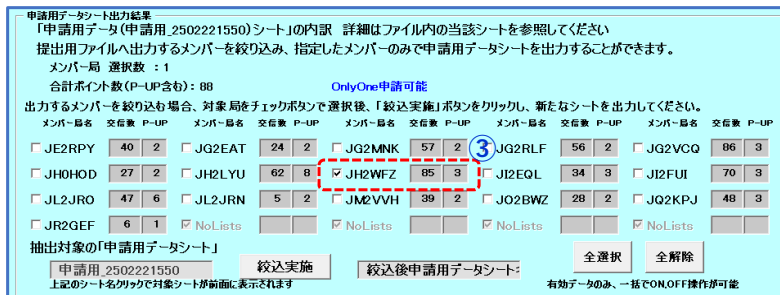 申請用データシート出力結果
「申請用データ(申請用_2502221550)シート」の内訳 詳細はファイル内の当該シートを参照してください
提出用ファイルへ出力するメンバーを絞り込み、指定したメンバーのみで申請用データシートを出力することができます。
メンバー局 選択数 :1
合計ポイント数(P-UP含む):88 OnlyOne申請可能
出力するメンバーを絞り込む場合、対象局をチェックボタンで選択後、「絞込実施」ボタンをクリックし、新たなシートを出力してください。
メンバー局名 交信数 P-UP メンバー局名 交信数 P-UP メンバー局名 交信数 P-UP メンバー局名 交信数 P-UP メンバー局名 交信数 P-UP
JE2RPY 40 2 JG2EAT 24 2 JG2MNK 57 2 ③ JG2RLF 56 2 JG2VCQ 86 3
JH0HOD 27 2 JH2LYU 62 8 JH2WFZ 85 3 JI2EQL 34 3 JI2FUI 70 3
JL2JRO 47 6 JL2JRN 5 2 JM2VVH 39 2 JO2BWZ 28 2 JQ2KPJ 48 3
JR2GEF 6 1 NoLists NoLists NoLists NoLists
抽出対象の「申請用データシート」
申請用_2502221550 絞込実施 絞込後申請用データシート: 全選択 全解除
上記のシート名クリックで対象シートが前面に表示されます 有効データのみ、一括でON,OFF操作が可能